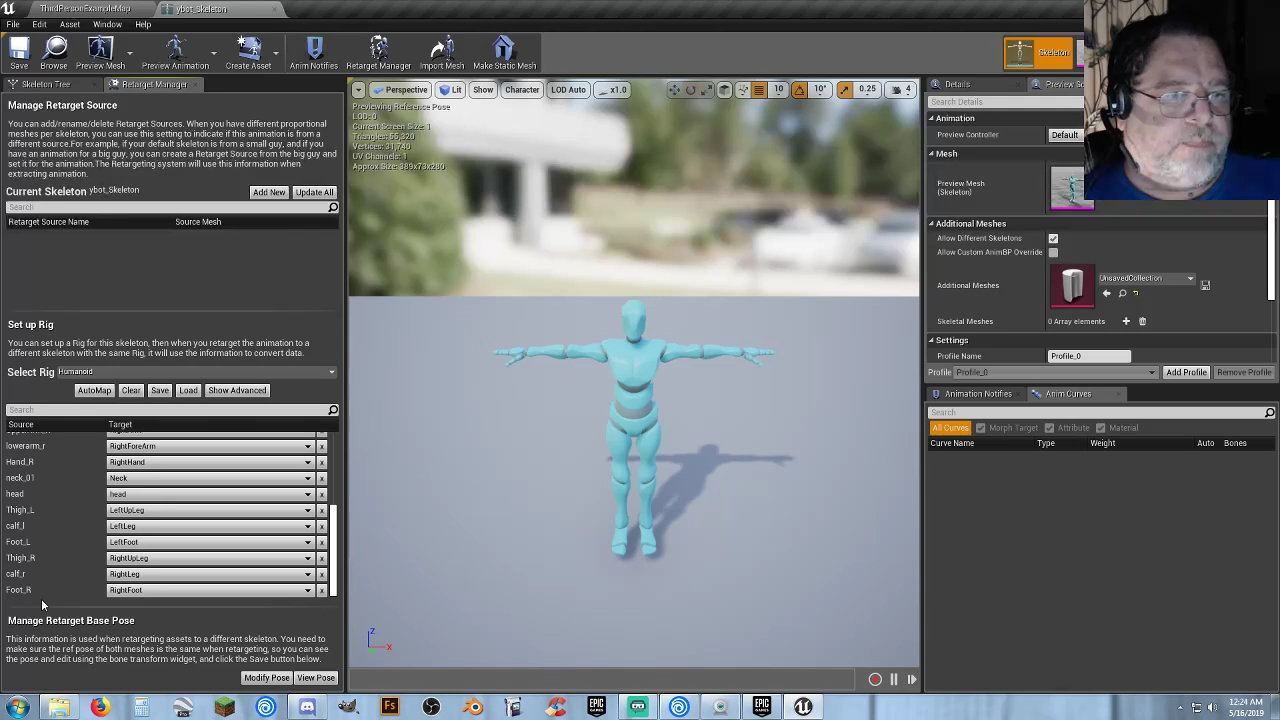 ThirdPersonExampleMap
ybot_Skeleton
File Edit Asset Window Help
Save Browse Preview Mesh Preview Animation Create Asset Anim Notifies Retarget Manager Import Mesh Make Static Mesh Skeleton
Skeleton Tree Retarget Manager
Manage Retarget Source
You can add/rename/delete Retarget Sources. When you have different proportional
meshes per skeleton, you can use this setting to indicate if this animation is from a
different source.For example, if your default skeleton is from a small guy, and if you
have an animation for a big guy, you can create a Retarget Source from the big guy and
set it for the animation.The Retargeting system will use this information when
extracting animation.
Current Skeleton ybot_Skeleton Add New Update All
Search
Retarget Source Name Source Mesh
Set up Rig
You can set up a Rig for this skeleton, then when you retarget the animation to a
different skeleton with the same Rig, it will use the information to convert data.
Select Rig Humanoid
AutoMap Clear Save Load Show Advanced
Search
Source Target
lowerarm_r RightForeArm x
Hand_R RightHand x
neck_01 Neck x
head head x
Thigh_L LeftUpLeg x
calf_l LeftLeg x
Foot_L LeftFoot x
Thigh_R RightUpLeg x
calf_r RightLeg x
Foot_R RightFoot x
Manage Retarget Base Pose
This information is used when retargeting assets to a different skeleton. You need to
make sure the ref pose of both meshes is the same when retargeting, so you can see
the pose and edit using the bone transform widget, and click the Save button below.
Modify Pose View Pose
Perspective Lit Show Character LOD Auto x1.0 10 10° 0.25 4
Previewing Reference Pose
LOD: 0
Current Screen Size: 1
Triangles: 55,320
Vertices: 31,740
UV Channels: 1
Approx Size: 389x73x280
Z
X
Details
Search Details
Animation
Preview Controller Default
Mesh
Preview Mesh
(Skeleton)
Additional Meshes
Allow Different Skeletons
Allow Custom AnimBP Override
Additional Meshes UnsavedCollection
Skeletal Meshes 0 Array elements
Settings
Profile Name Profile_0
Profile Profile_0 Add Profile Remove Profile
Animation Notifies Anim Curves
Search
All Curves Morph Target Attribute Material
Curve Name Type Weight Auto Bones
Fs
EPIC GAMES
EPIC GAMES
12:24 AM
5/16/2019